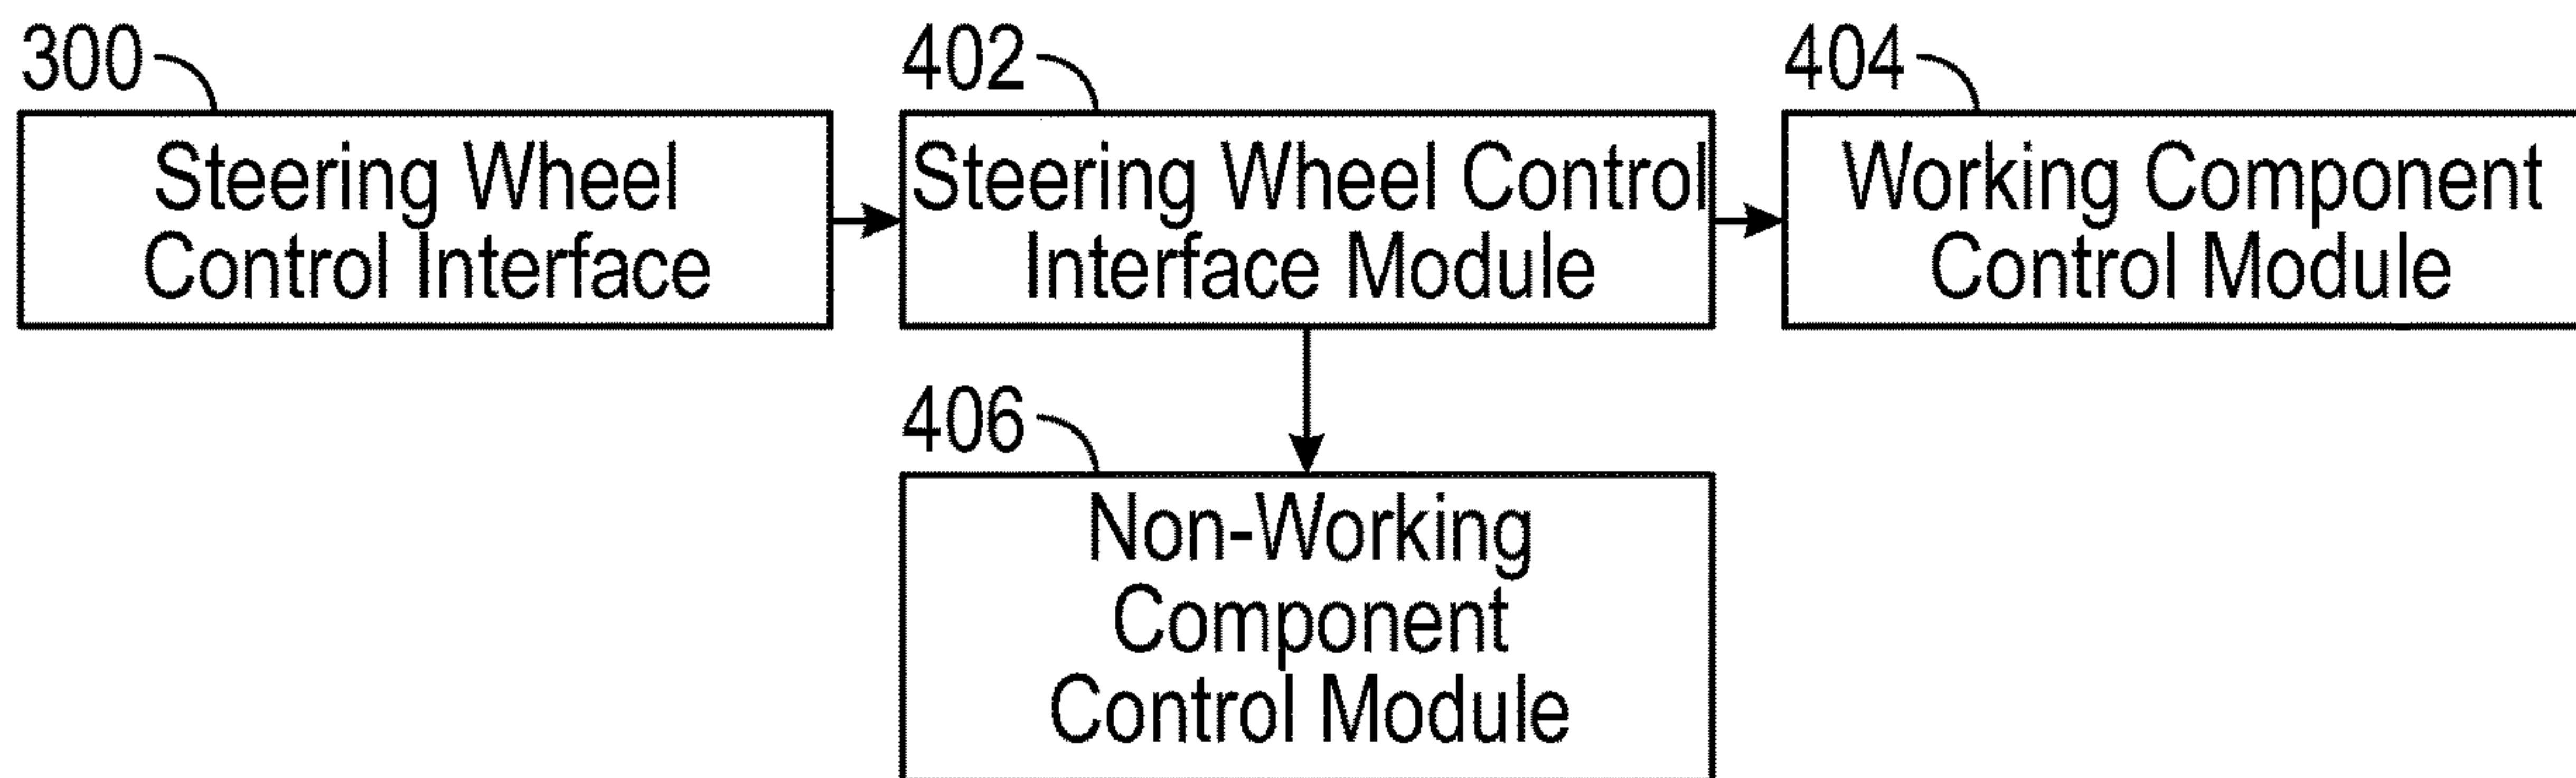 300
402
404
Steering Wheel
Control Interface
Steering Wheel Control
Interface Module
Working Component
Control Module
406
Non-Working
Component
Control Module